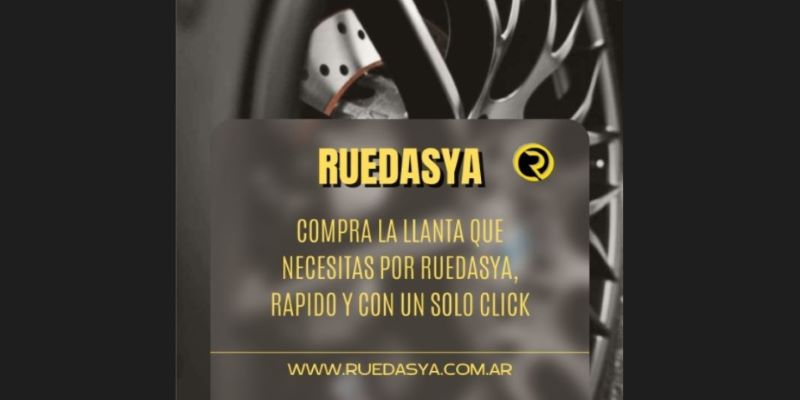 RUEDASYA
COMPRA LA LLANTA QUE
NECESITAS POR RUEDASYA,
RAPIDO Y CON UN SOLO CLICK
WWW.RUEDASYA.COM.AR